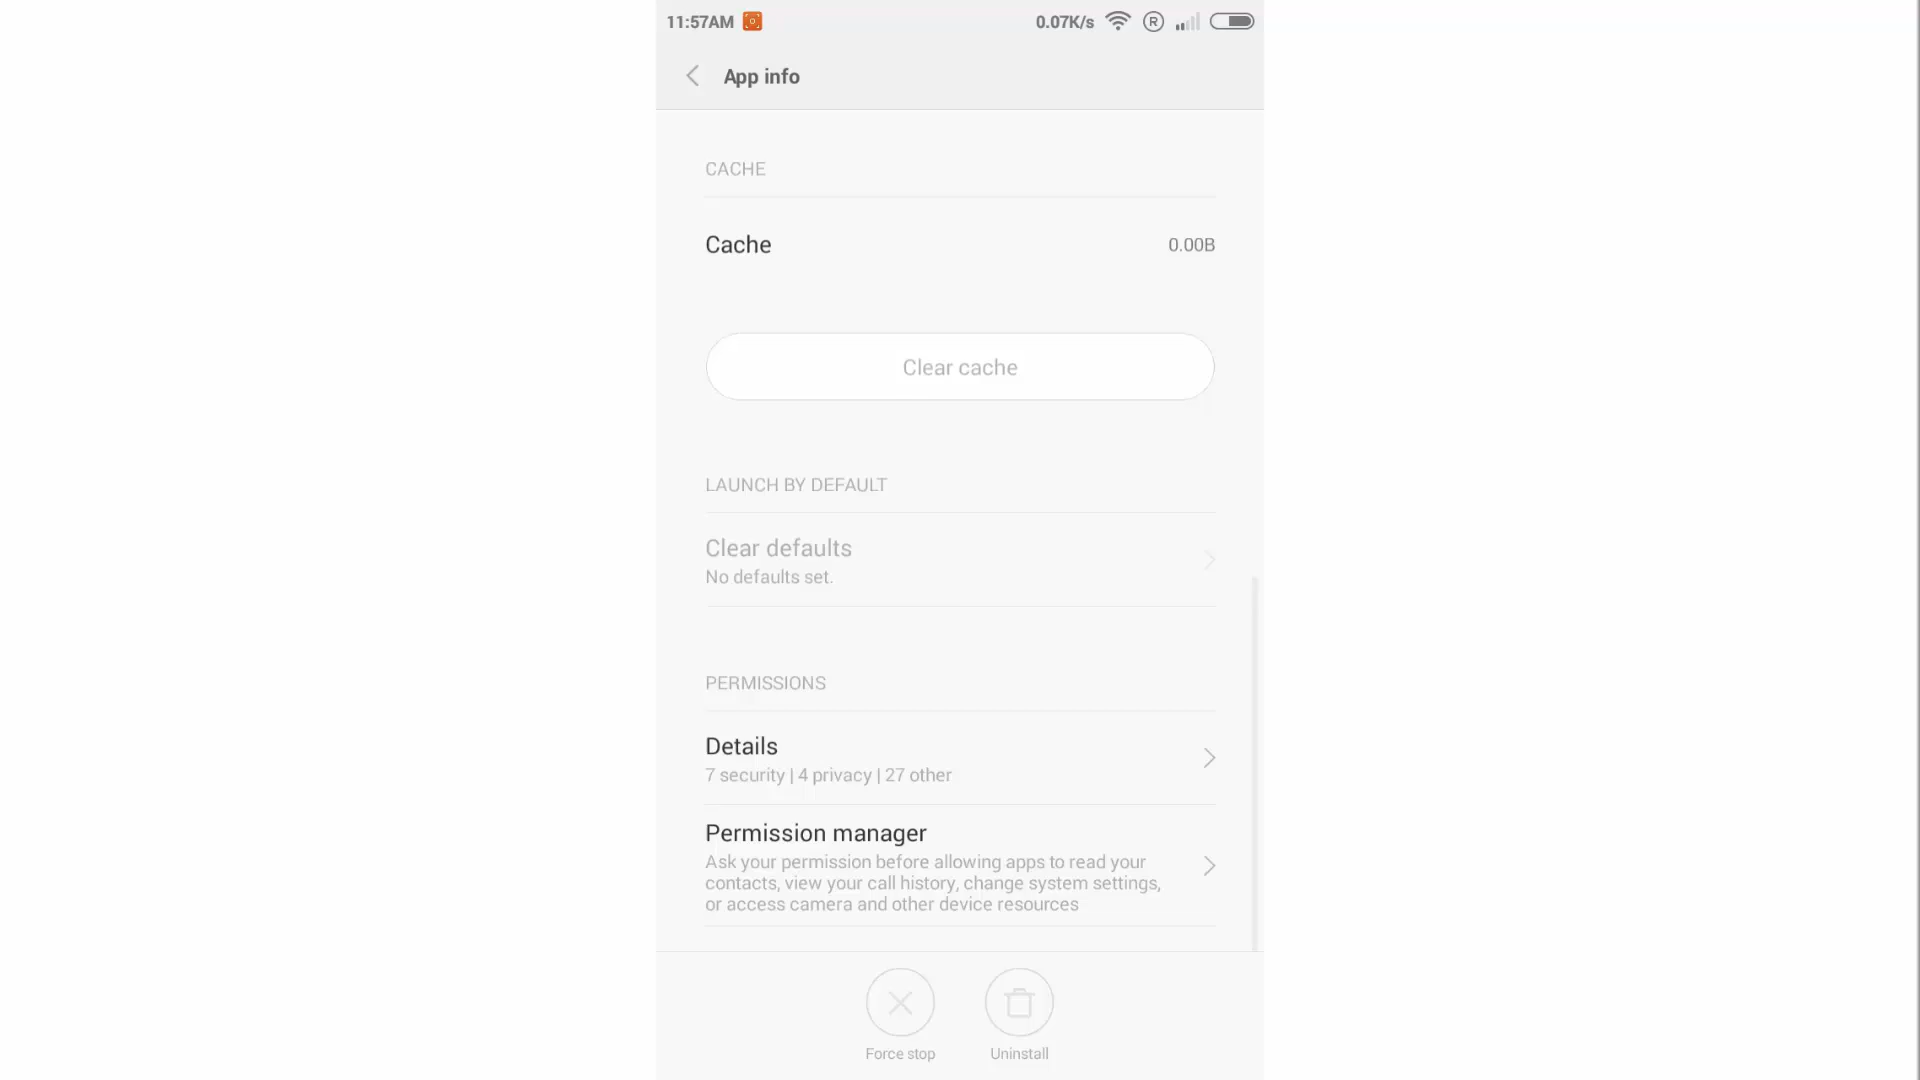 11:57AM 0.07K/s R
App info
CACHE
Cache 0.00B
Clear cache
LAUNCH BY DEFAULT
Clear defaults
No defaults set.
PERMISSIONS
Details
7 security | 4 privacy | 27 other
Permission manager
Ask your permission before allowing apps to read your
contacts, view your call history, change system settings,
or access camera and other device resources
Force stop Uninstall